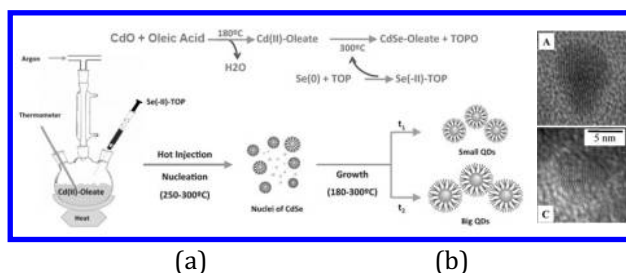 CdO + Oleic Acid 180ºC Cd(II)-Oleate CdSe-Oleate + TOPO
H2O
300ºC
Se(0) + TOP Se(-II)-TOP
Argon
Thermometer
Se(-II)-TOP
Cd(II)-Oleate
Heat
Hot Injection
Nucleation
(250-300ºC)
Nuclei of CdSe
Growth
(180-300ºC)
t₁
Small QDs
t₂
Big QDs
A
5 nm
C
(a) (b)